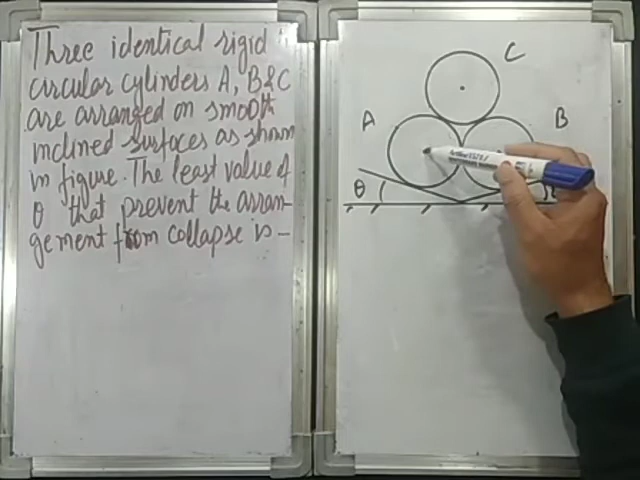 Three identical rigid
circular cylinders A, B & C
are arranged on smooth
inclined surfaces as shown
in figure. The least value of
θ that prevent the arran-
gement from collapse is -
C
A
B
θ